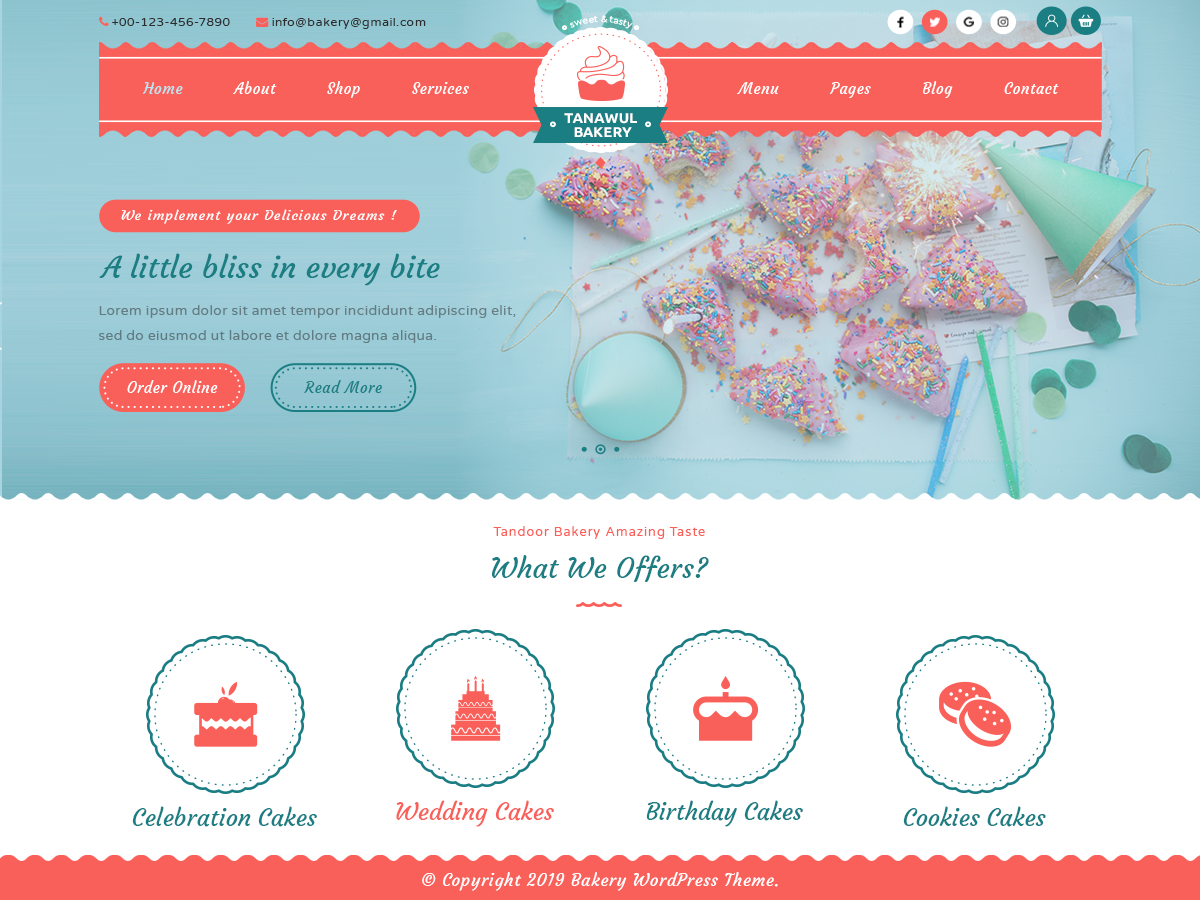 +00-123-456-7890
info@bakery@gmail.com
sweet & tasty
Home
About
Shop
Services
TANAWUL
BAKERY
Menu
Pages
Blog
Contact
We implement your Delicious Dreams !
A little bliss in every bite
Lorem ipsum dolor sit amet tempor incididunt adipiscing elit,
sed do eiusmod ut labore et dolore magna aliqua.
Order Online
Read More
Tandoor Bakery Amazing Taste
What We Offers?
Celebration Cakes
Wedding Cakes
Birthday Cakes
Cookies Cakes
© Copyright 2019 Bakery WordPress Theme.